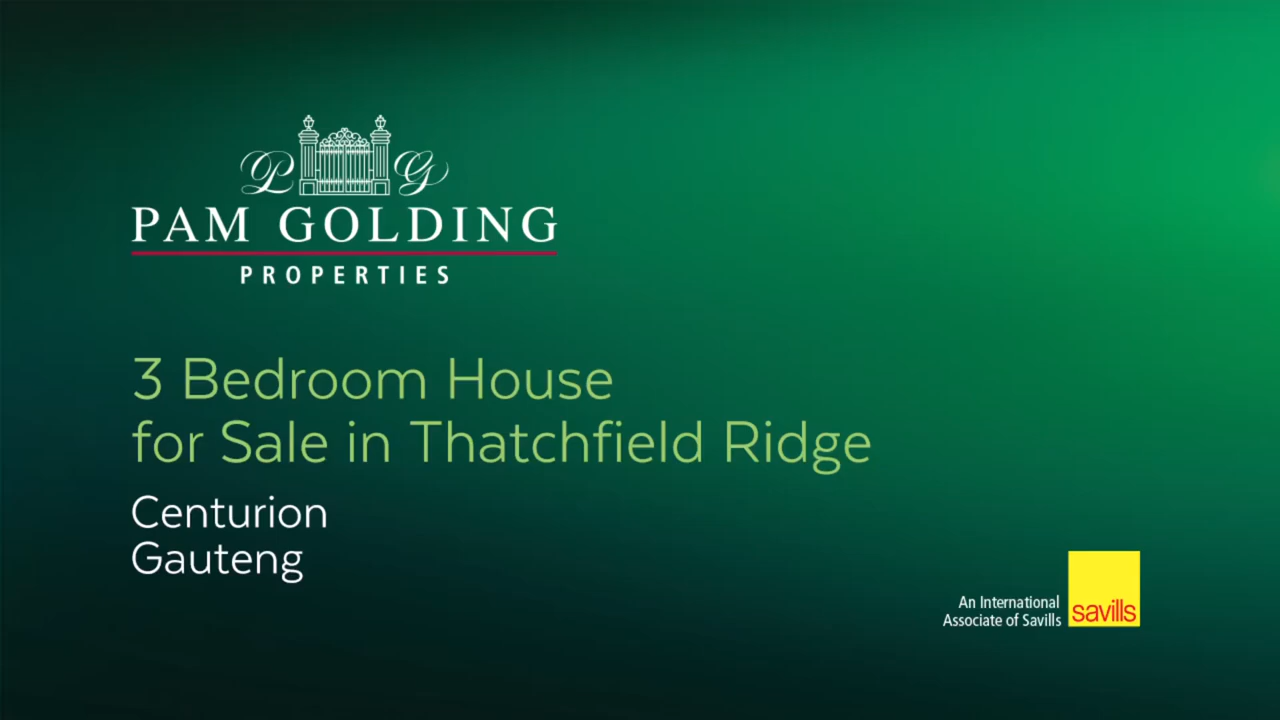 P G
PAM GOLDING
PROPERTIES
3 Bedroom House
for Sale in Thatchfield Ridge
Centurion
Gauteng
An International
Associate of Savills
savills